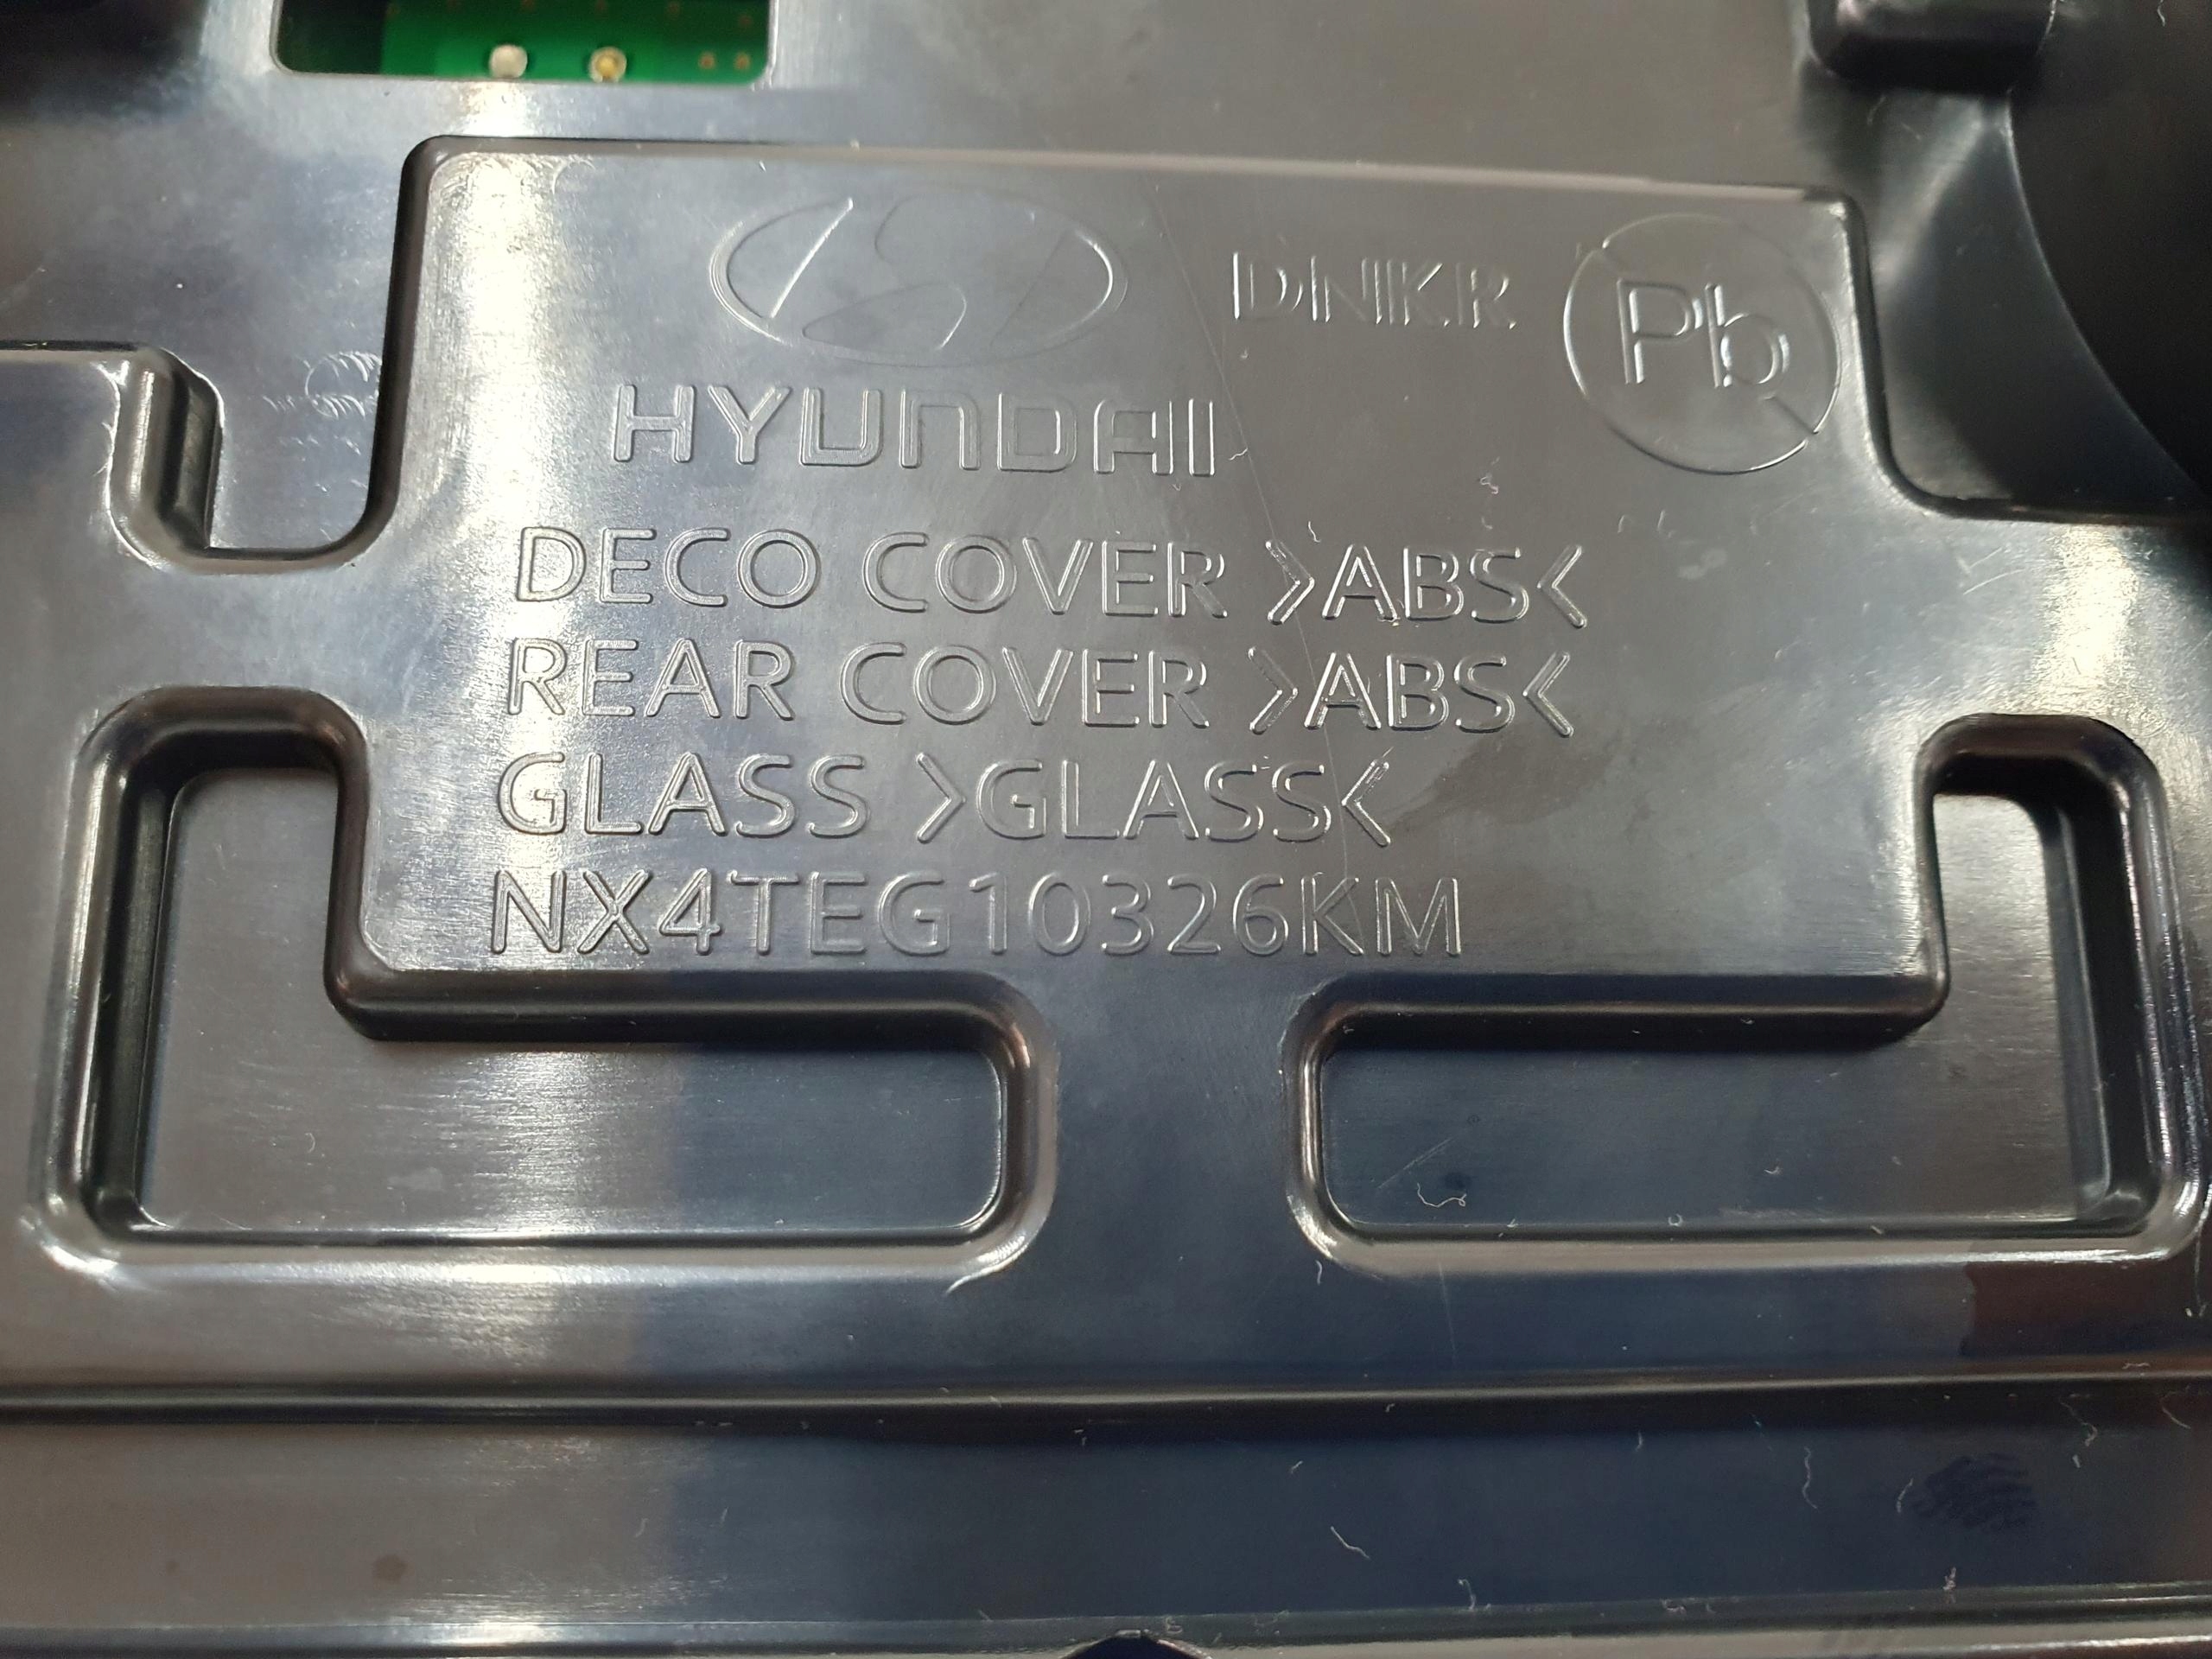 DNKR
Pb
HYUNDAI
DECO COVER >ABS<
REAR COVER >ABS<
GLASS >GLASS<
NX4TEG10326KM